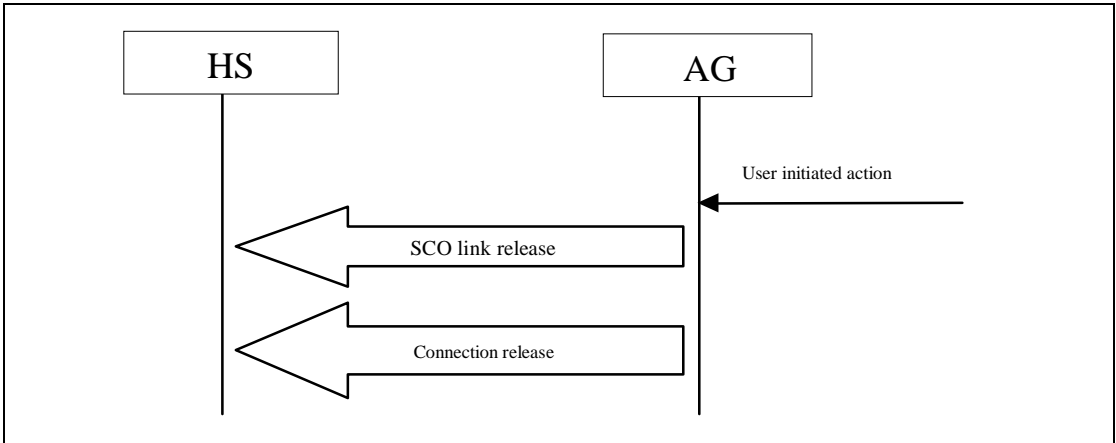 HS
AG
User initiated action
SCO link release
Connection release